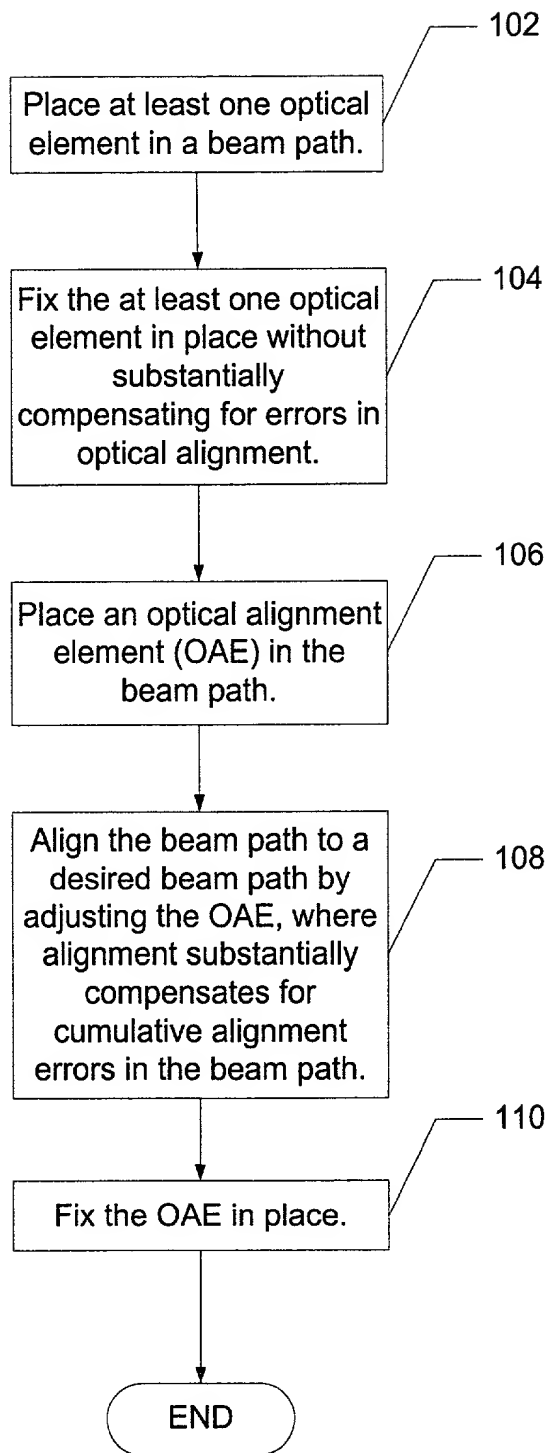 102
Place at least one optical
element in a beam path.
104
Fix the at least one optical
element in place without
substantially
compensating for errors in
optical alignment.
106
Place an optical alignment
element (OAE) in the
beam path.
108
Align the beam path to a
desired beam path by
adjusting the OAE, where
alignment substantially
compensates for
cumulative alignment
errors in the beam path.
110
Fix the OAE in place.
END